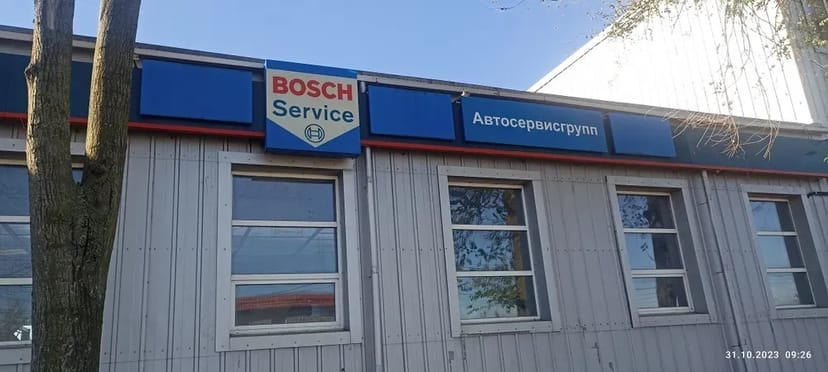 BOSCH
Service
Автосервисгрупп
31.10.2023 09:26